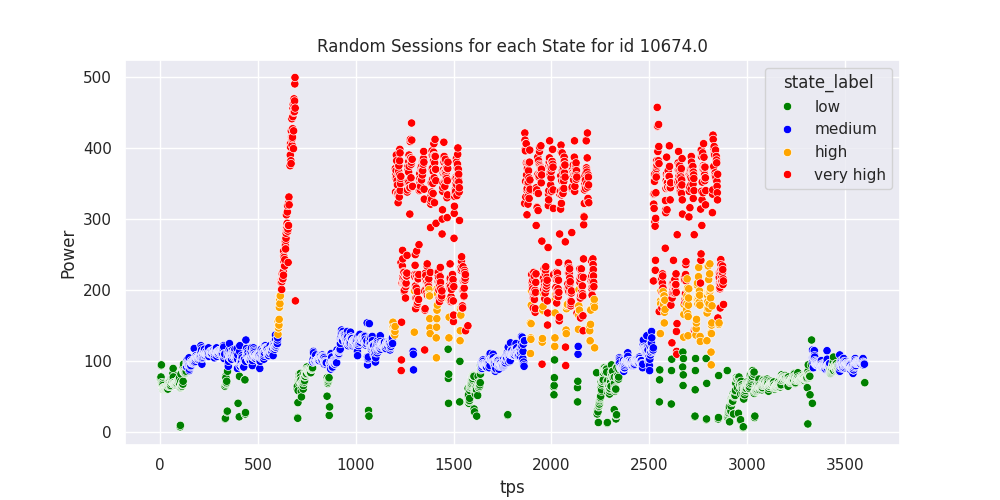 Random Sessions for each State for id 10674.0
500
400
300
200
100
0
Power
state_label
low
medium
high
very high
0
500
1000
1500
2000
2500
3000
3500
tps